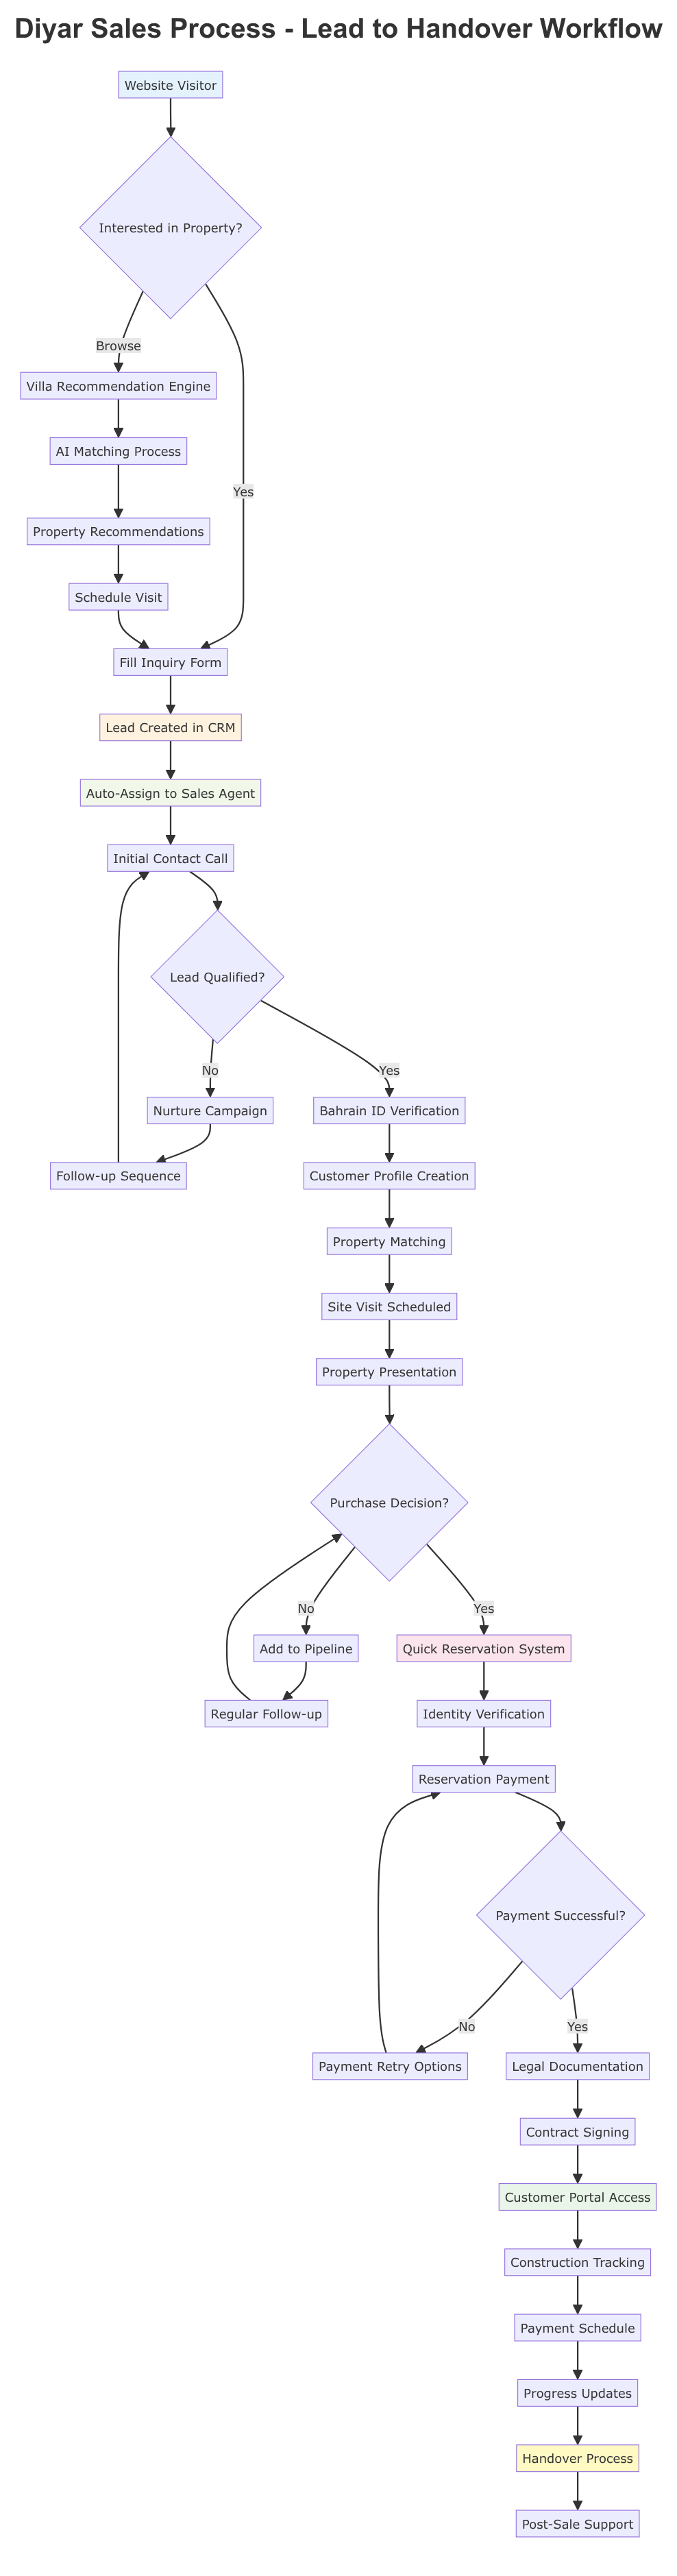 Diyar Sales Process - Lead to Handover Workflow
Website Visitor
Interested in Property?
Browse
Villa Recommendation Engine
AI Matching Process
Yes
Property Recommendations
Schedule Visit
Fill Inquiry Form
Lead Created in CRM
Auto-Assign to Sales Agent
Initial Contact Call
Lead Qualified?
No
Yes
Nurture Campaign
Bahrain ID Verification
Follow-up Sequence
Customer Profile Creation
Property Matching
Site Visit Scheduled
Property Presentation
Purchase Decision?
No
Yes
Add to Pipeline
Quick Reservation System
Regular Follow-up
Identity Verification
Reservation Payment
Payment Successful?
No
Yes
Payment Retry Options
Legal Documentation
Contract Signing
Customer Portal Access
Construction Tracking
Payment Schedule
Progress Updates
Handover Process
Post-Sale Support